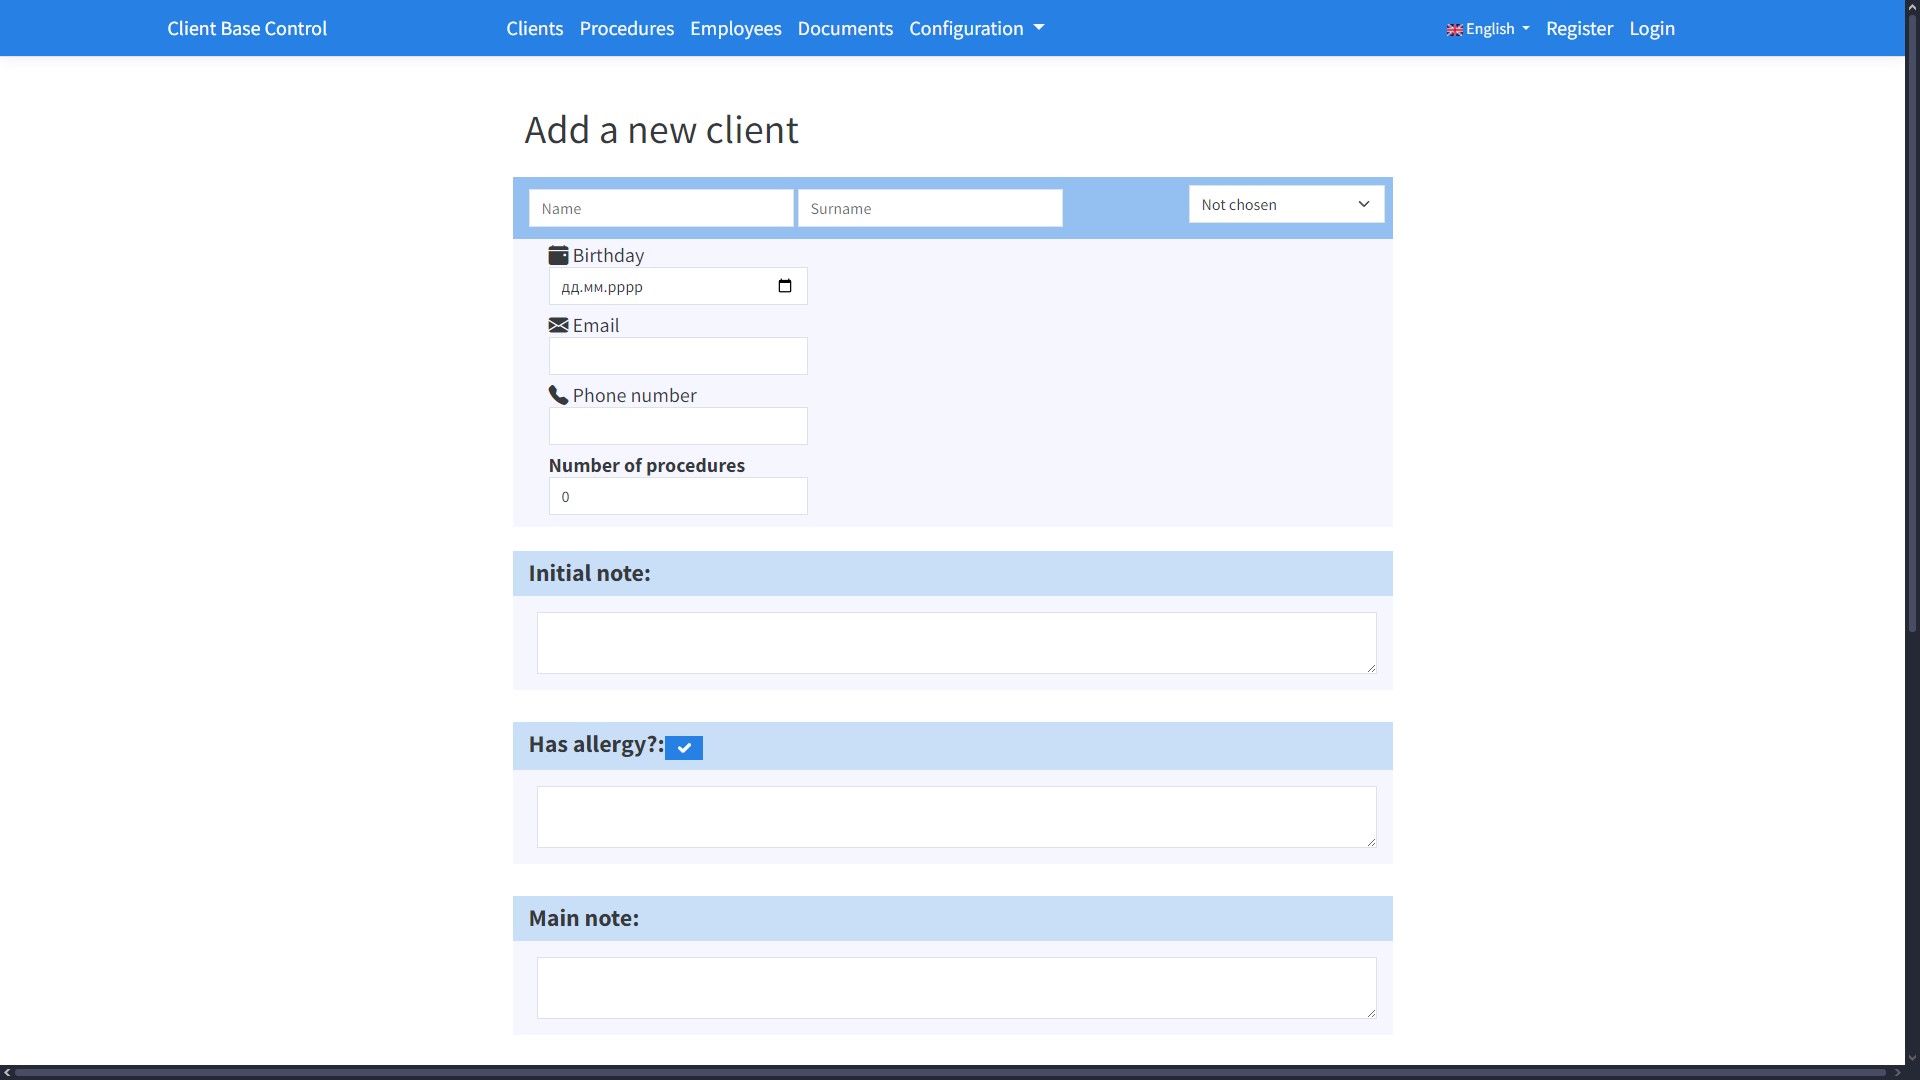 Client Base Control Clients Procedures Employees Documents Configuration English Register Login
Add a new client
Name Surname Not chosen
Birthday
дд.мм.рррр
Email
Phone number
Number of procedures
0
Initial note:
Has allergy?:
Main note: